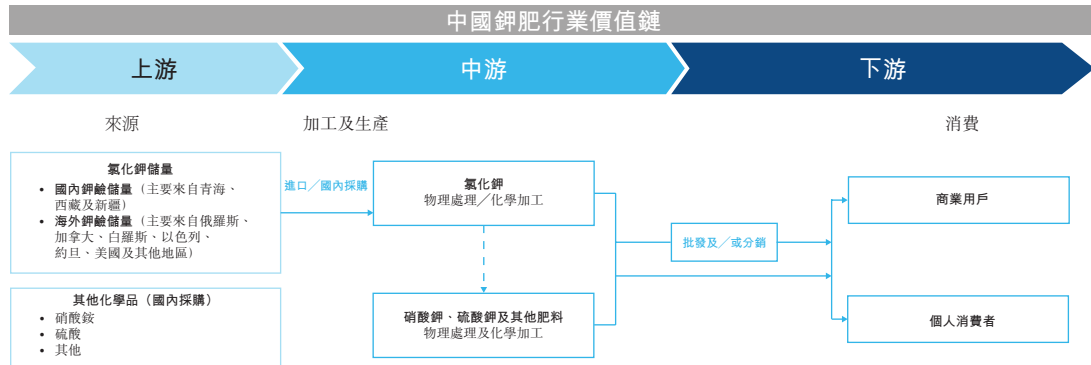 中國鉀肥行業價值鏈
上游
中游
下游
來源
加工及生產
消費
氯化鉀儲量
• 國內鉀鹼儲量（主要來自青海、
西藏及新疆）
• 海外鉀鹼儲量（主要來自俄羅斯、
加拿大、白羅斯、以色列、
約旦、美國及其他地區）
進口／國內採購
氯化鉀
物理處理／化學加工
批發及／或分銷
商業用戶
其他化學品（國內採購）
• 硝酸銨
• 硫酸
• 其他
硝酸鉀、硫酸鉀及其他肥料
物理處理及化學加工
個人消費者